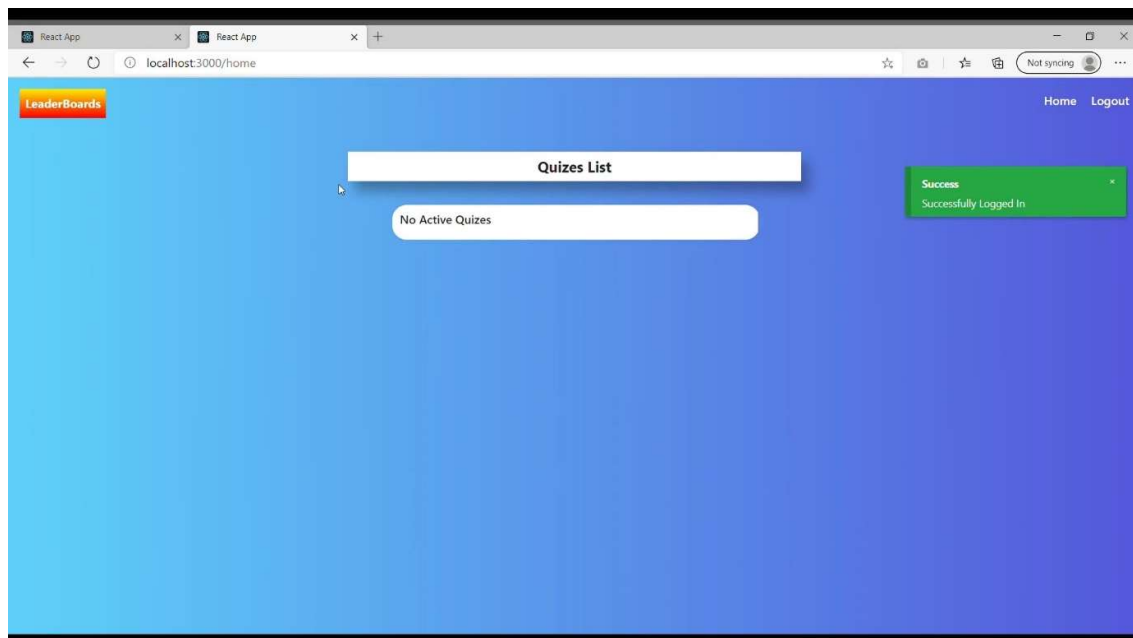 React App
React App
localhost:3000/home
Not syncing
LeaderBoards
Home
Logout
Quizes List
Success
Successfully Logged In
No Active Quizes